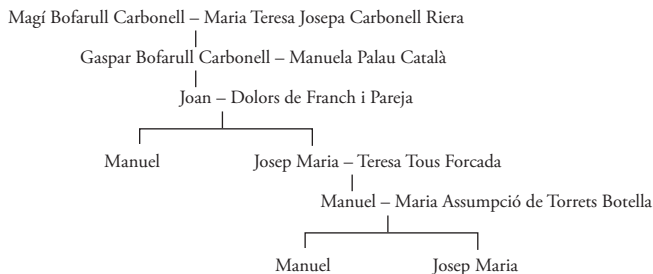 Magí Bofarull Carbonell – Maria Teresa Josepa Carbonell Riera
Gaspar Bofarull Carbonell – Manuela Palau Català
Joan – Dolors de Franch i Pareja
Manuel
Josep Maria – Teresa Tous Forcada
Manuel – Maria Assumpció de Torrets Botella
Manuel
Josep Maria